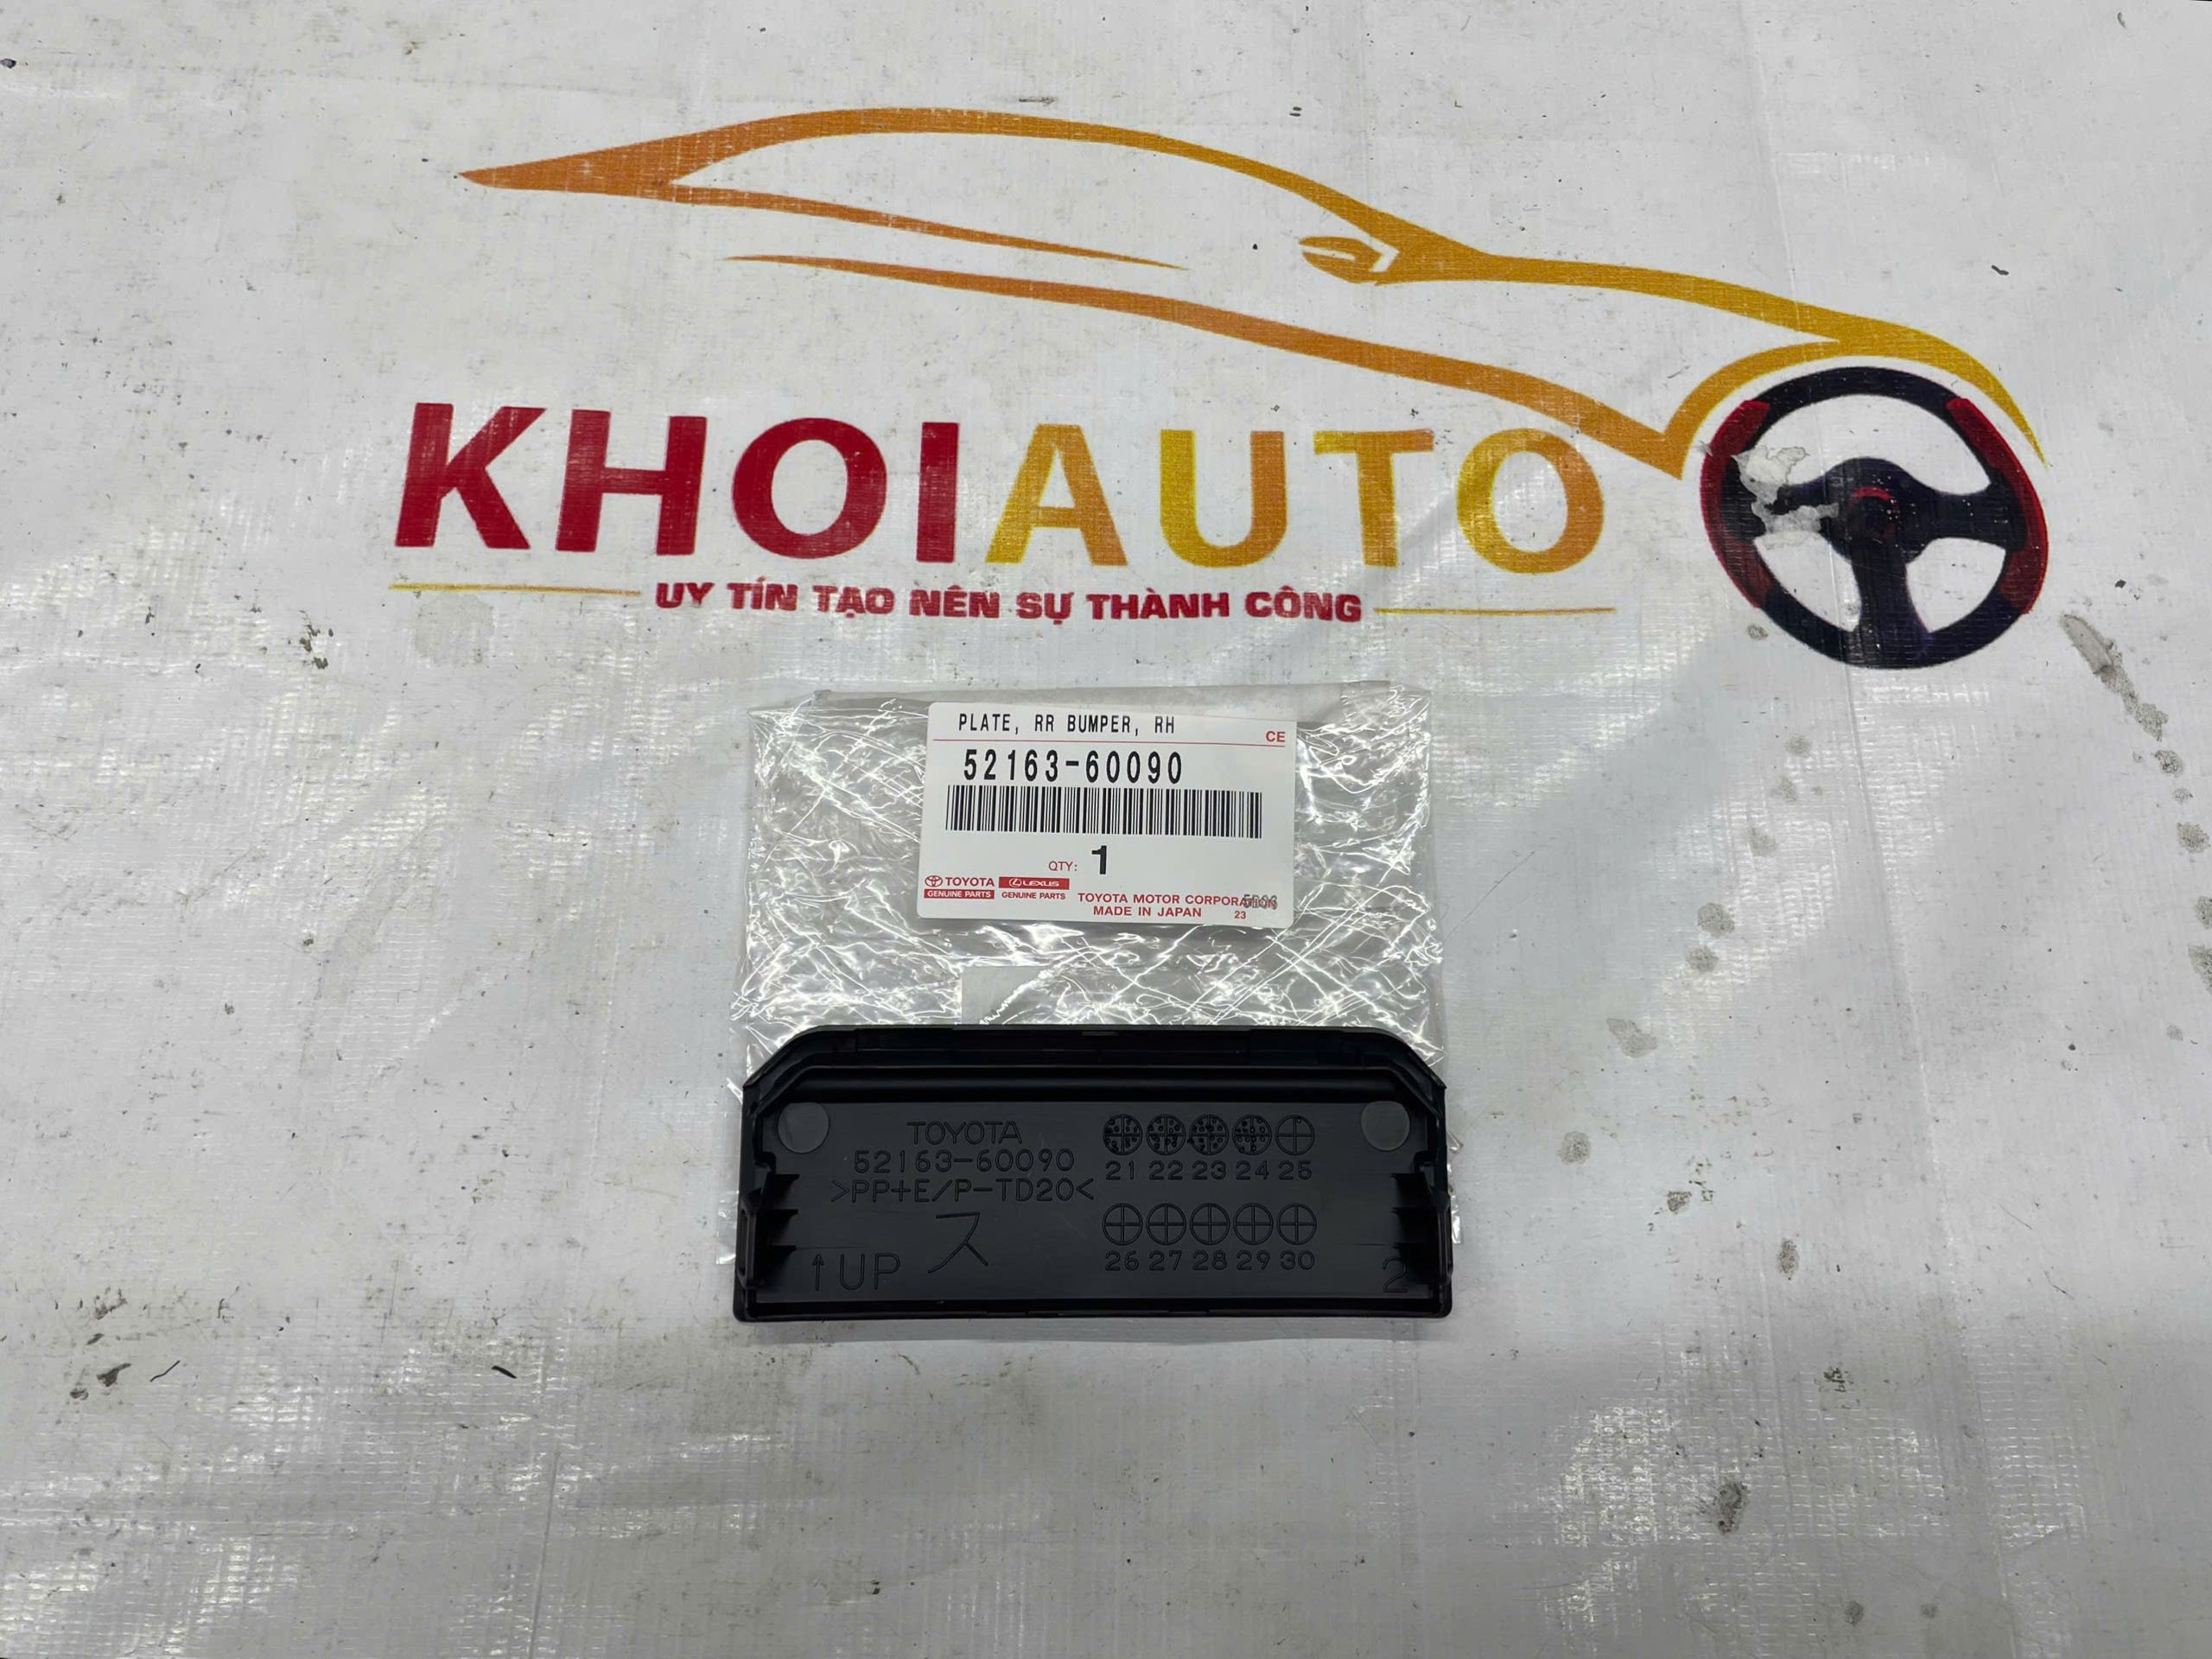 KHOIAUTO
UY TÍN TẠO NÊN SỰ THÀNH CÔNG
PLATE, RR BUMPER, RH
CE
52163-60090
QTY: 1
TOYOTA LEXUS
GENUINE PARTS GENUINE PARTS
TOYOTA MOTOR CORPORATION
MADE IN JAPAN 23
TOYOTA
52163-60090
>PP+E/P-TD20<
21 22 23 24 25
ス
26 27 28 29 30
↑UP
2